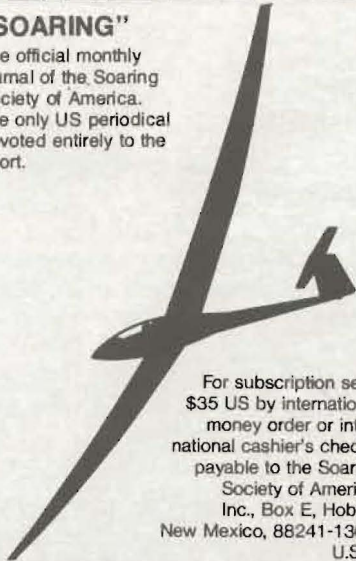 SOARING"
e official monthly
rnal of the Soaring
ciety of America.
e only US periodical
voted entirely to the
ort.
For subscription se
$35 US by internatio
money order or int
national cashier's chec
payable to the Soar
Society of Ameri
Inc., Box E, Hob
New Mexico, 88241-13
U.S